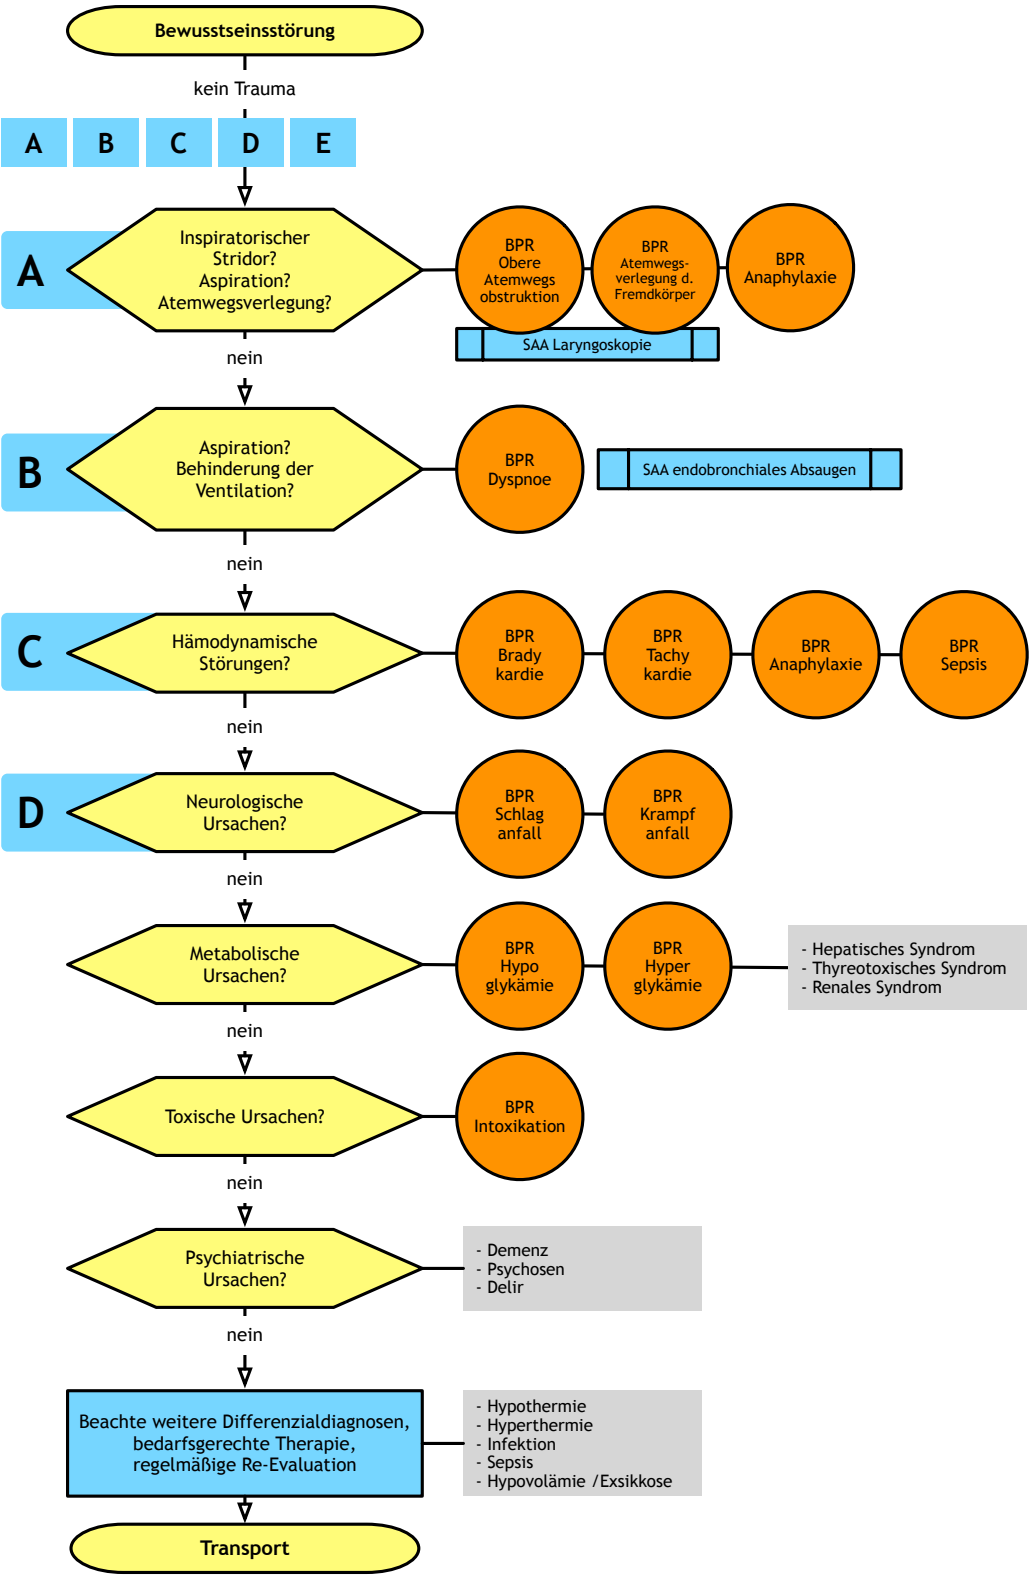 Bewusstseinsstörung
kein Trauma
A B C D E
A
Inspiratorischer
Stridor?
Aspiration?
Atemwegsverlegung?
BPR
Obere
Atemwegs
obstruktion
BPR
Atemwegs-
verlegung d.
Fremdkörper
BPR
Anaphylaxie
SAA Laryngoskopie
nein
B
Aspiration?
Behinderung der
Ventilation?
BPR
Dyspnoe
SAA endobronchiales Absaugen
nein
C
Hämodynamische
Störungen?
BPR
Brady
kardie
BPR
Tachy
kardie
BPR
Anaphylaxie
BPR
Sepsis
nein
D
Neurologische
Ursachen?
BPR
Schlag
anfall
BPR
Krampf
anfall
nein
Metabolische
Ursachen?
BPR
Hypo
glykämie
BPR
Hyper
glykämie
- Hepatisches Syndrom
- Thyreotoxisches Syndrom
- Renales Syndrom
nein
Toxische Ursachen?
BPR
Intoxikation
nein
Psychiatrische
Ursachen?
- Demenz
- Psychosen
- Delir
nein
Beachte weitere Differenzialdiagnosen,
bedarfsgerechte Therapie,
regelmäßige Re-Evaluation
- Hypothermie
- Hyperthermie
- Infektion
- Sepsis
- Hypovolämie /Exsikkose
Transport